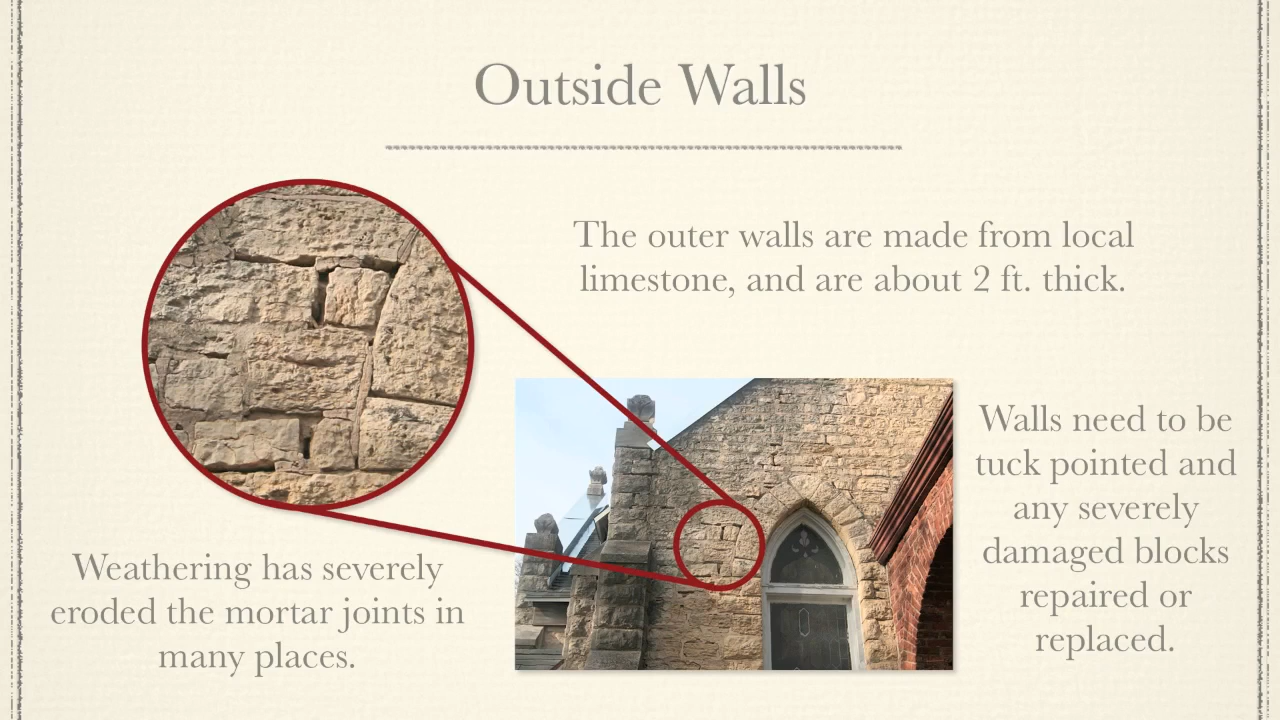 Outside Walls
The outer walls are made from local
limestone, and are about 2 ft. thick.
Walls need to be
tuck pointed and
any severely
damaged blocks
repaired or
replaced.
Weathering has severely
eroded the mortar joints in
many places.